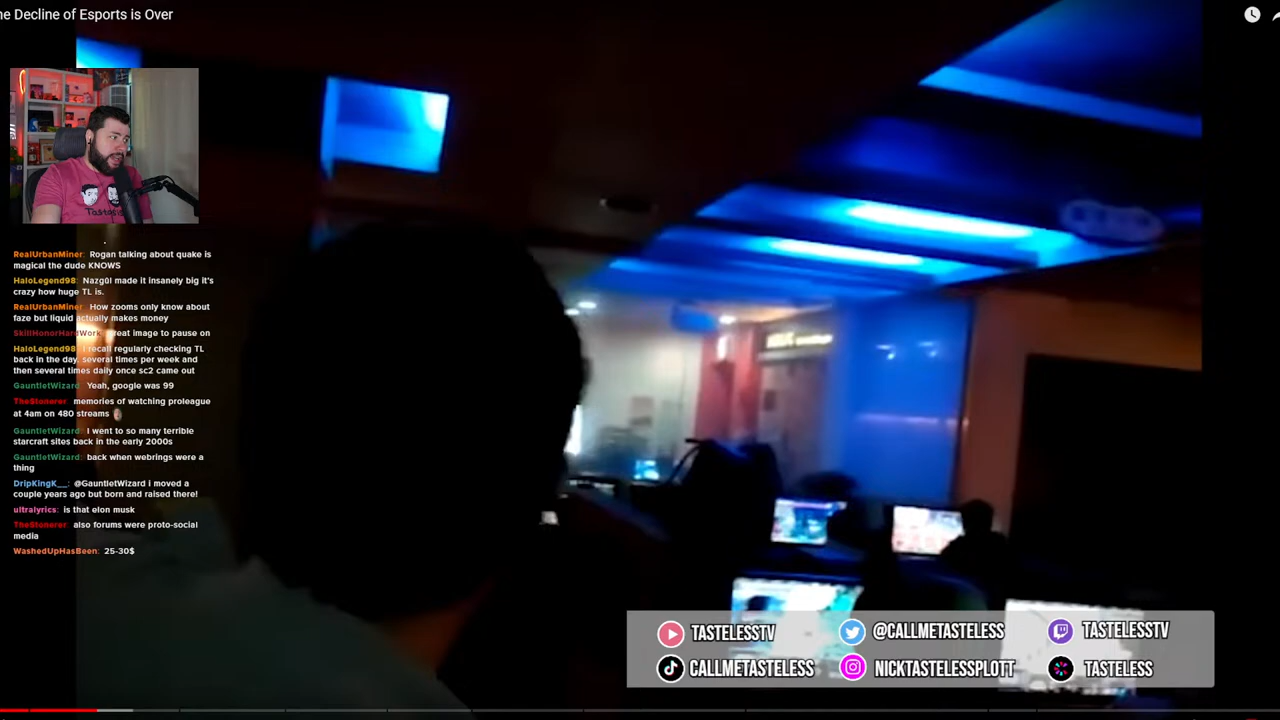 ne Decline of Esports is Over
Tastosis
RealUrbanMiner: Rogan talking about quake is
magical the dude KNOWS
HaloLegend98: Nazgûl made it insanely big it's
crazy how huge TL is.
RealUrbanMiner: How zooms only know about
faze but liquid actually makes money
SkillHonorHardWork: great image to pause on
HaloLegend98: I recall regularly checking TL
back in the day. several times per week and
then several times daily once sc2 came out
GauntletWizard: Yeah, google was 99
TheStonerer: memories of watching proleague
at 4am on 480 streams
GauntletWizard: I went to so many terrible
starcraft sites back in the early 2000s
GauntletWizard: back when webrings were a
thing
DripKingK__: @GauntletWizard i moved a
couple years ago but born and raised there!
ultralyrics: is that elon musk
TheStonerer: also forums were proto-social
media
WashedUpHasBeen: 25-30$
TASTELESSTV @CALLMETASTELESS TASTELESSTV
CALLMETASTELESS NICKTASTELESSPLOTT TASTELESS